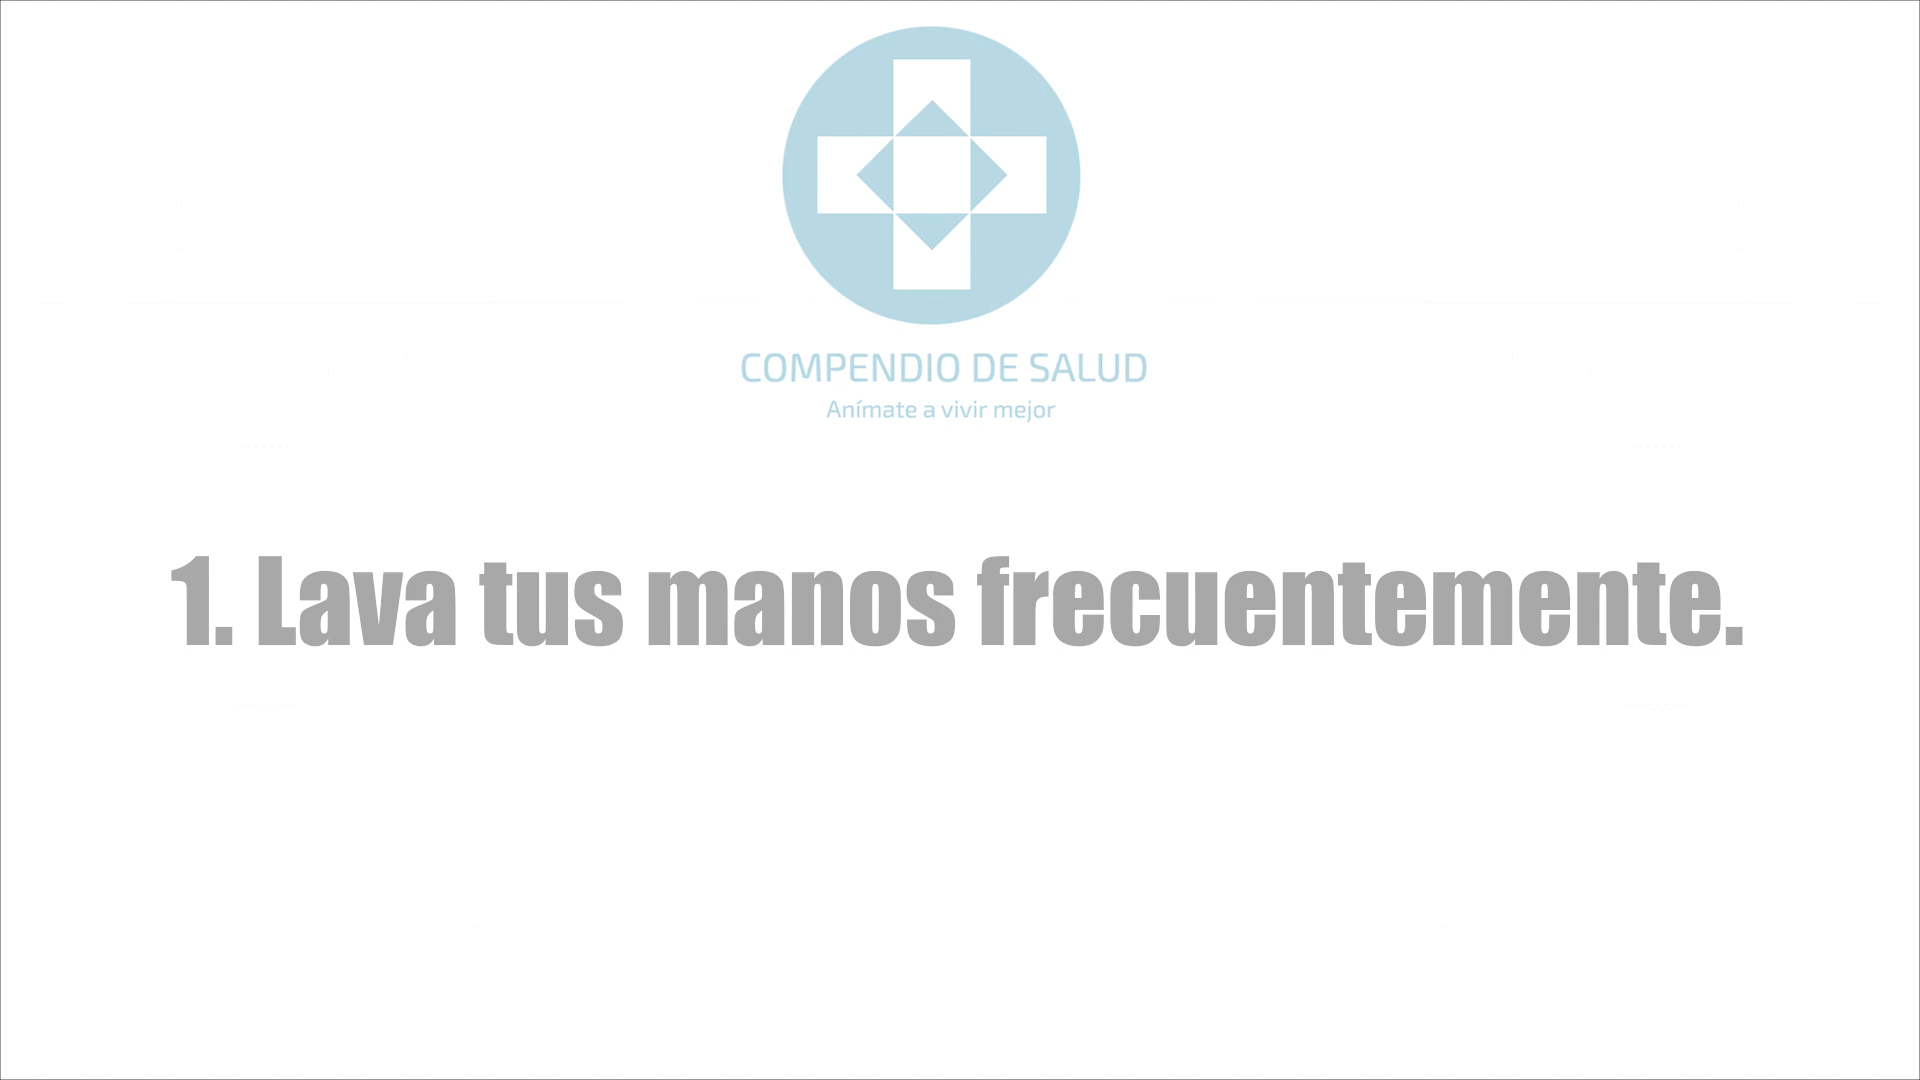 COMPENDIO DE SALUD
Anímate a vivir mejor
1. Lava tus manos frecuentemente.